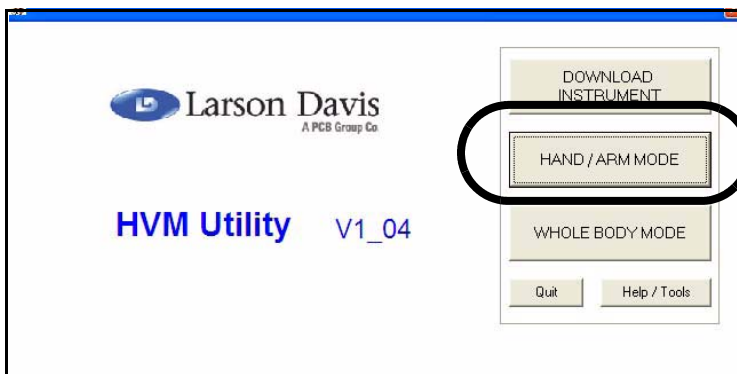 Larson Davis
A PCB Group Co.
HVM Utility V1_04
DOWNLOAD
INSTRUMENT
HAND / ARM MODE
WHOLE BODY MODE
Quit
Help / Tools